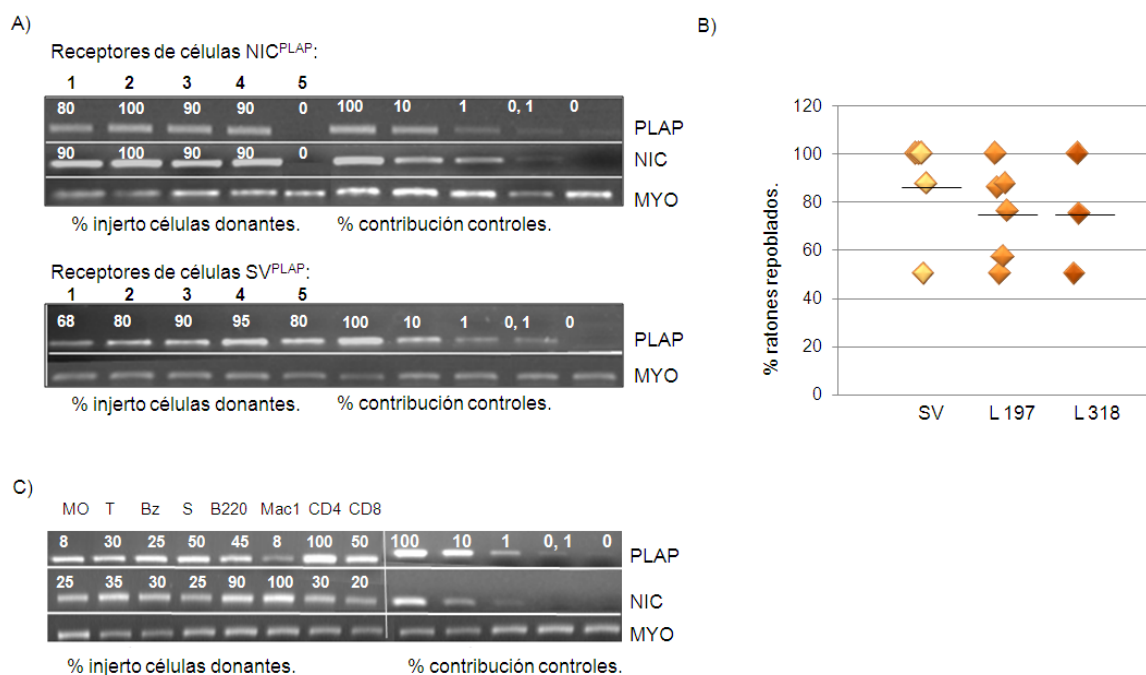 A)
Receptores de células NICPLAP:
1 2 3 4 5
80 100 90 90 0 100 10 1 0, 1 0
PLAP
90 100 90 90 0
NIC
MYO
% injerto células donantes. % contribución controles.
Receptores de células SVPLAP:
1 2 3 4 5
68 80 90 95 80 100 10 1 0, 1 0
PLAP
MYO
% injerto células donantes. % contribución controles.
B)
% ratones repoblados.
120
100
80
60
40
20
0
SV L 197 L 318
C)
MO T Bz S B220 Mac1 CD4 CD8
8 30 25 50 45 8 100 50 100 10 1 0, 1 0
PLAP
25 35 30 25 90 100 30 20
NIC
MYO
% injerto células donantes. % contribución controles.